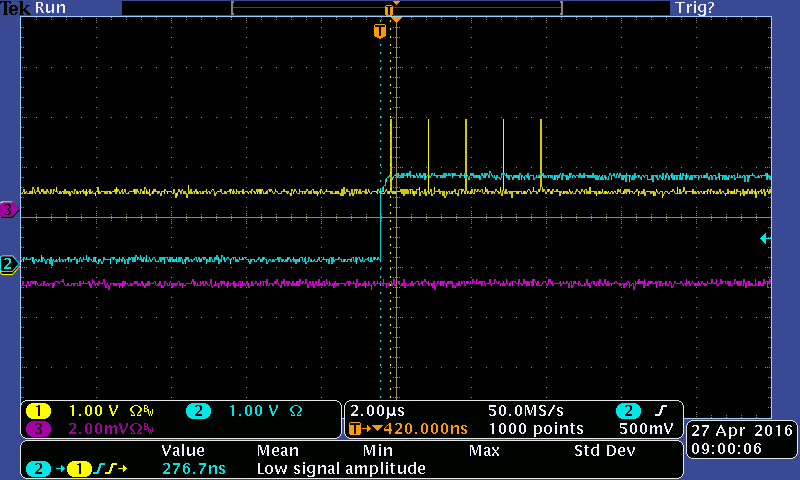 Tek Run Trig?
T
T
3
2
1 1.00 V ΩBW 2 1.00 V Ω
3 2.00mVΩBW
2.00µs 50.0MS/s 2
T→▼420.000ns 1000 points 500mV
27 Apr 2016
09:00:06
Value Mean Min Max Std Dev
2 → 1 276.7ns Low signal amplitude